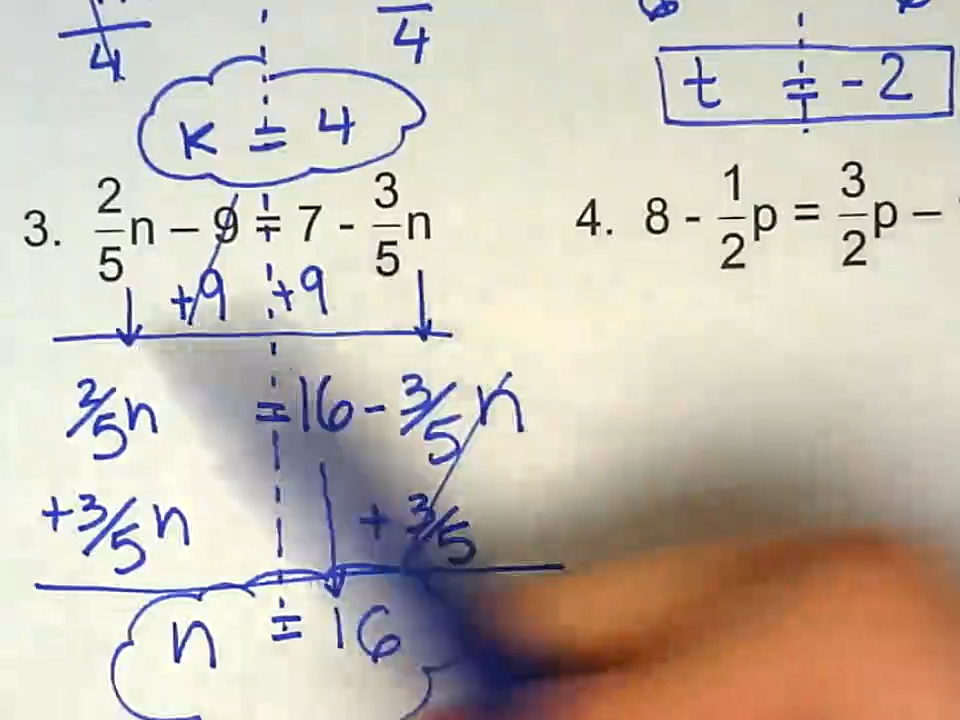 4 4
K = 4
t = -2
3. 2/5n – 9 = 7 - 3/5n
+9 +9
2/5n = 16 - 3/5n
+3/5n + 3/5
n = 16
4. 8 - 1/2p = 3/2p –